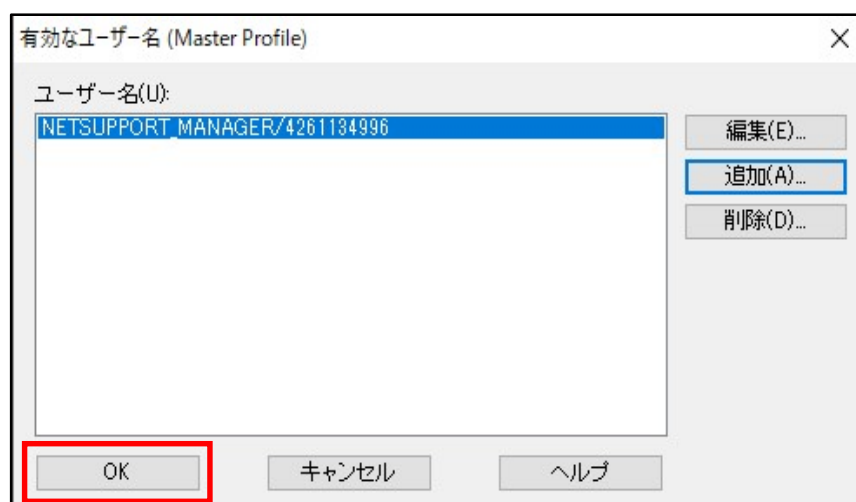 有効なユーザー名 (Master Profile)
ユーザー名(U):
NETSUPPORT_MANAGER/4261134996
編集(E)...
追加(A)...
削除(D)...
OK
キャンセル
ヘルプ